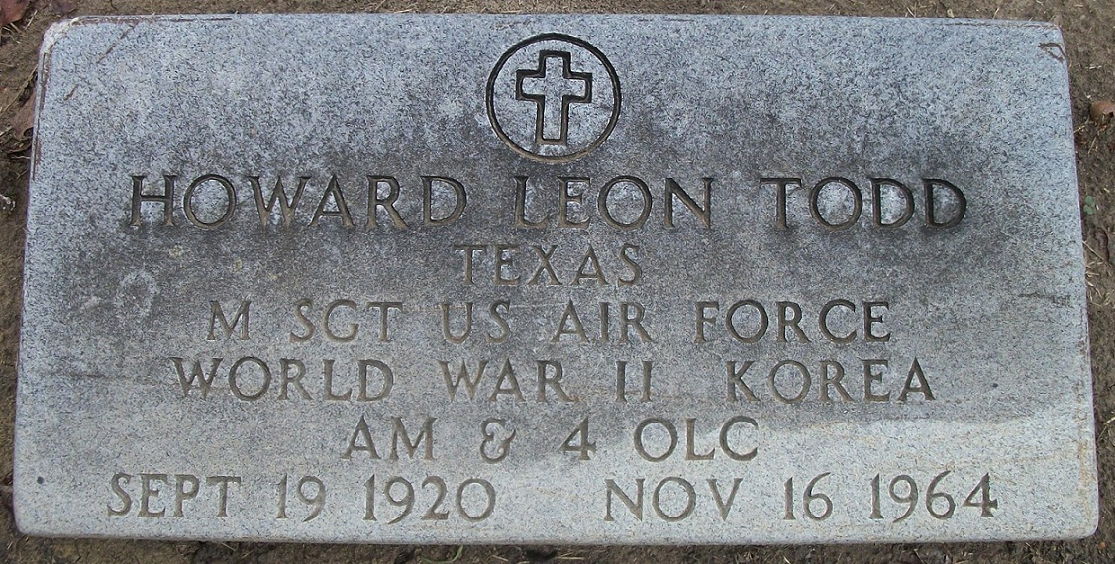 HOWARD LEON TODD
TEXAS
M SGT US AIR FORCE
WORLD WAR II KOREA
AM & 4 OLC
SEPT 19 1920 NOV 16 1964